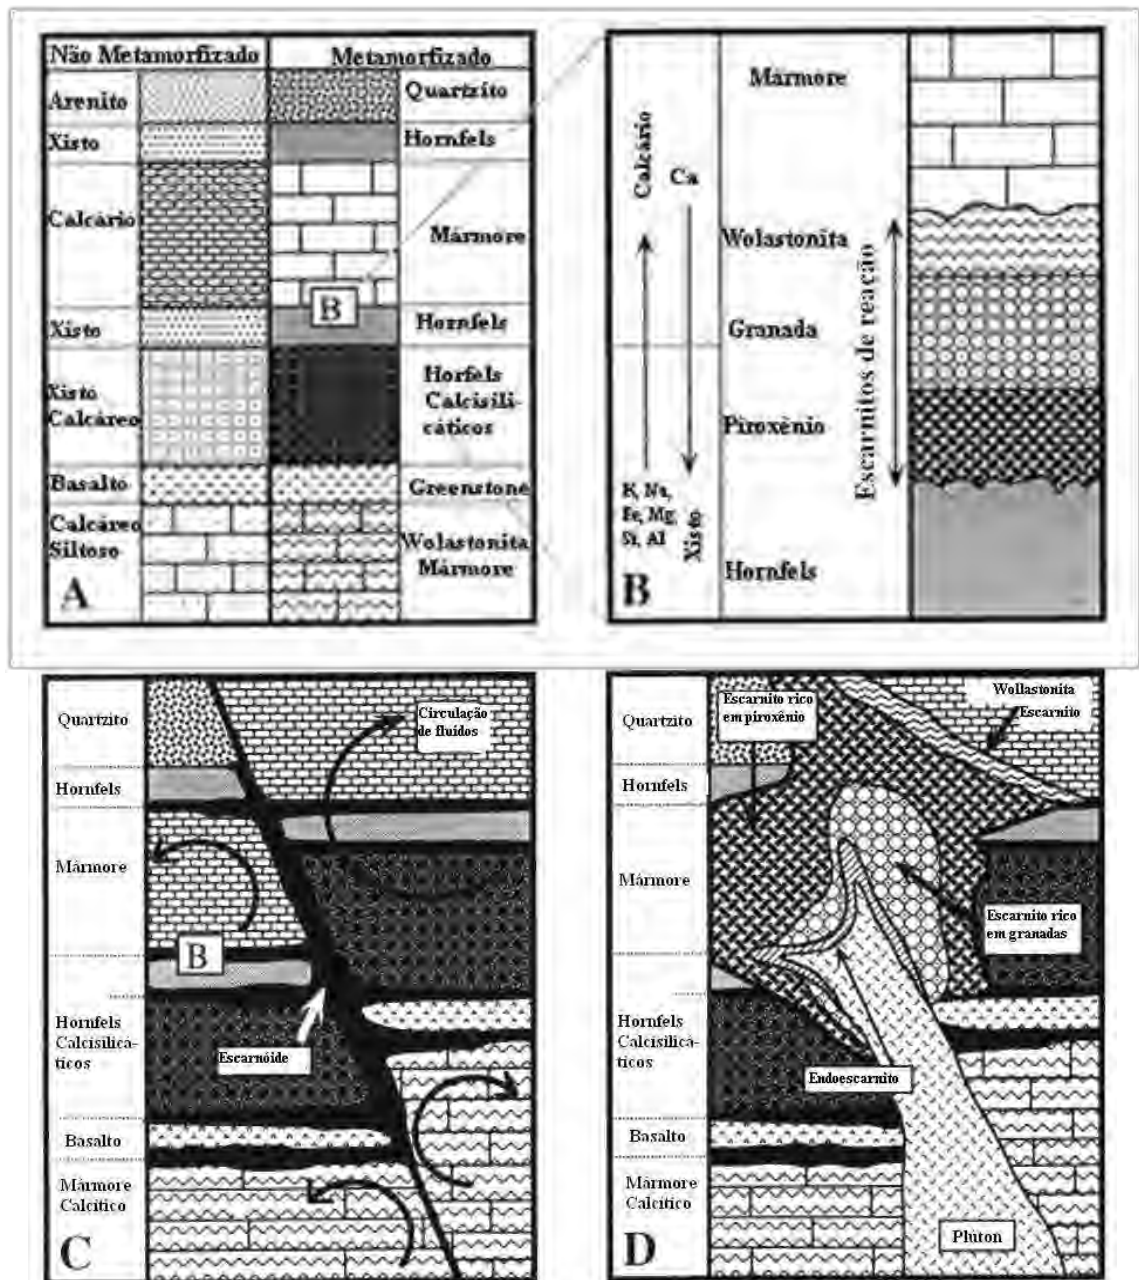 Não Metamorfizado
Metamorfizado
Arenito
Quartzito
Xisto
Hornfels
Calcário
Mármore
B
Xisto
Hornfels
Xisto
Calcáreo
Horfels
Calcisili-
cáticos
Basalto
Greenstone
Calcáreo
Siltoso
Wolastonita
Mármore
A
Mármore
Calcário
Ca
Wolastonita
Granada
Piroxênio
Escarnitos de reação
K, Na,
Fe, Mg,
Si, Al
Xisto
Hornfels
B
Quartzito
Circulação
de fluidos
Hornfels
Mármore
B
Hornfels
Calcisilicá-
ticos
Escarnóide
Basalto
Mármore
Calcítico
C
Quartzito
Escarnito rico
em piroxênio
Wollastonita
Escarnito
Hornfels
Mármore
Escarnito rico
em granadas
Hornfels
Calcisilicá-
ticos
Endoescarnito
Basalto
Mármore
Calcítico
Plúton
D